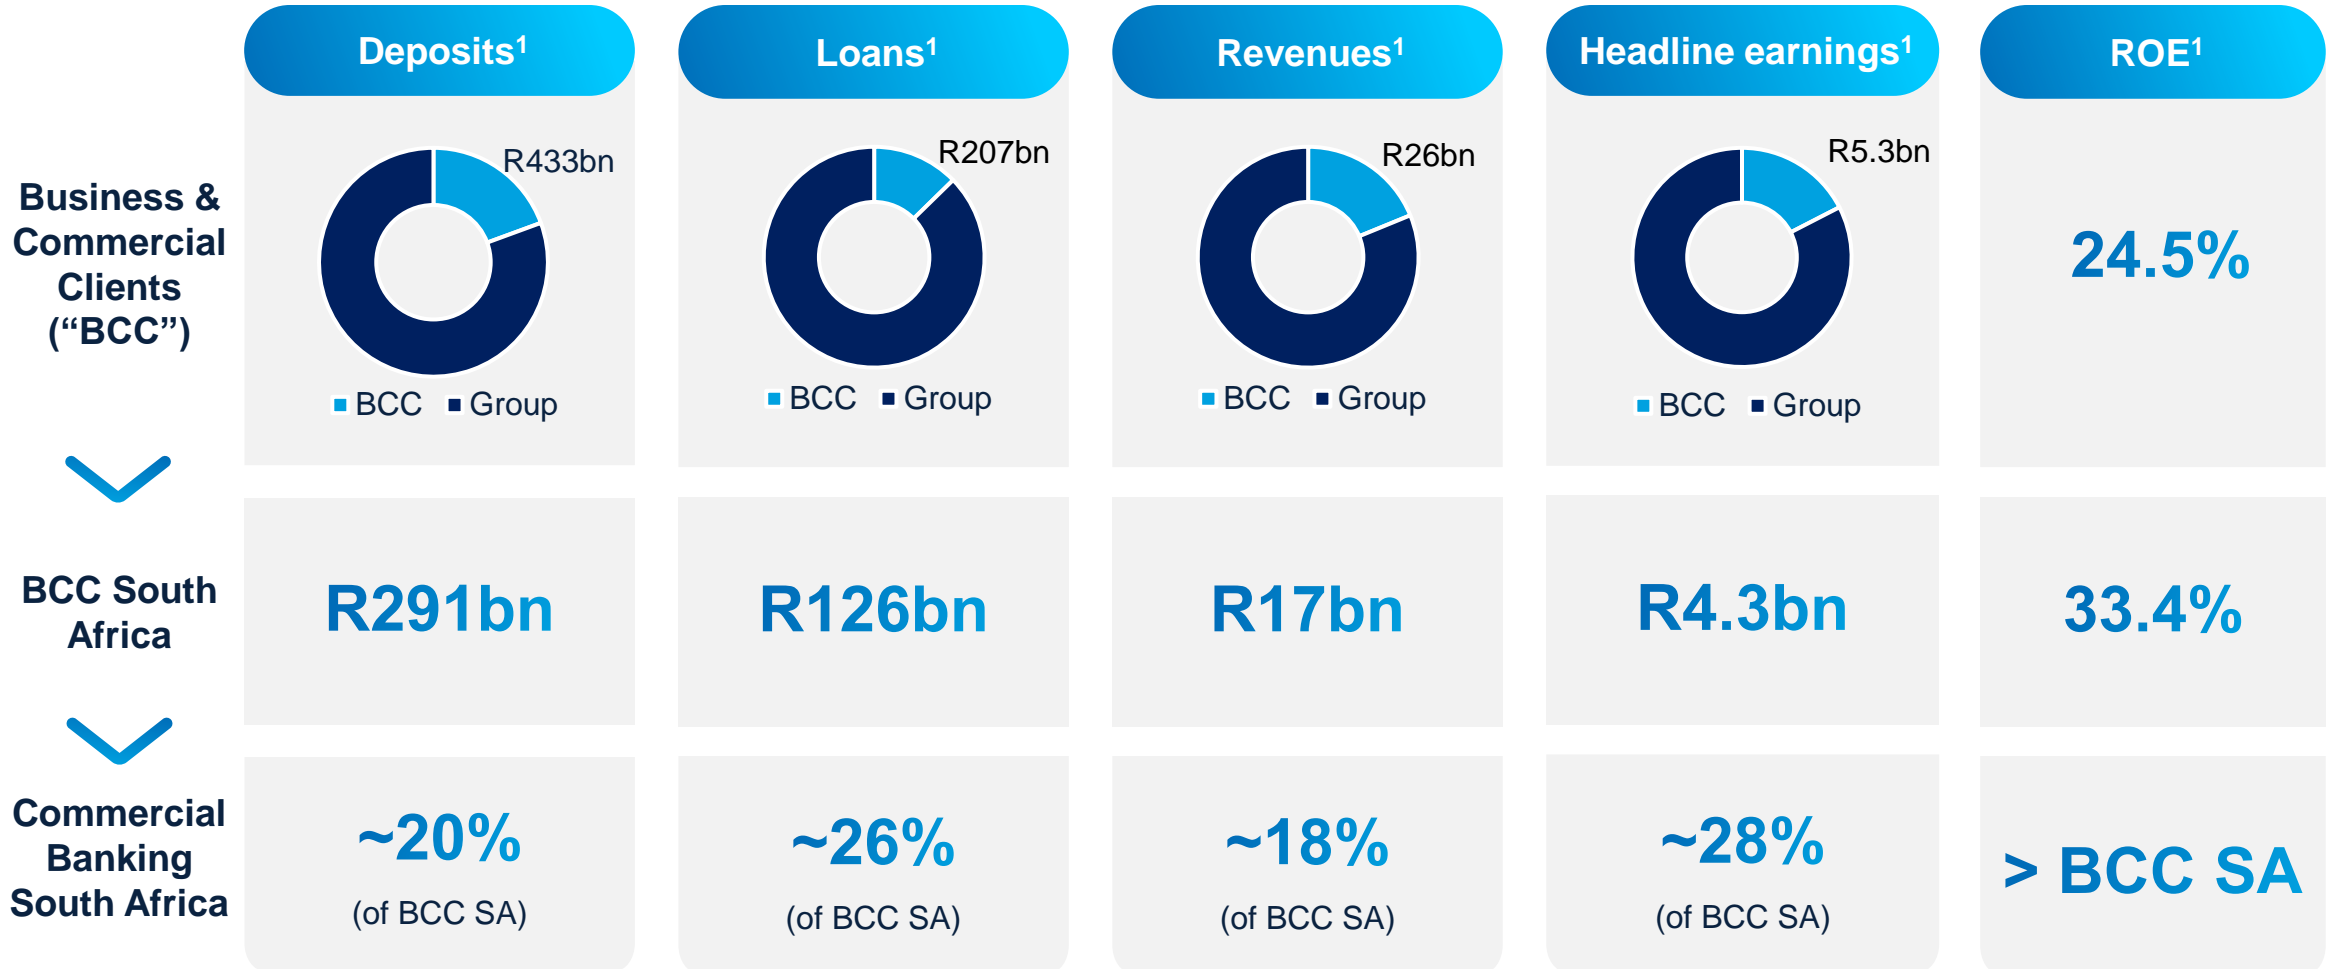 Deposits1
Loans1
Revenues1
Headline earnings1
ROE1
Business &
Commercial
Clients
(“BCC”)
R433bn
BCC Group
R207bn
BCC Group
R26bn
BCC Group
R5.3bn
BCC Group
24.5%
BCC South
Africa
R291bn
R126bn
R17bn
R4.3bn
33.4%
Commercial
Banking
South Africa
~20%
(of BCC SA)
~26%
(of BCC SA)
~18%
(of BCC SA)
~28%
(of BCC SA)
> BCC SA